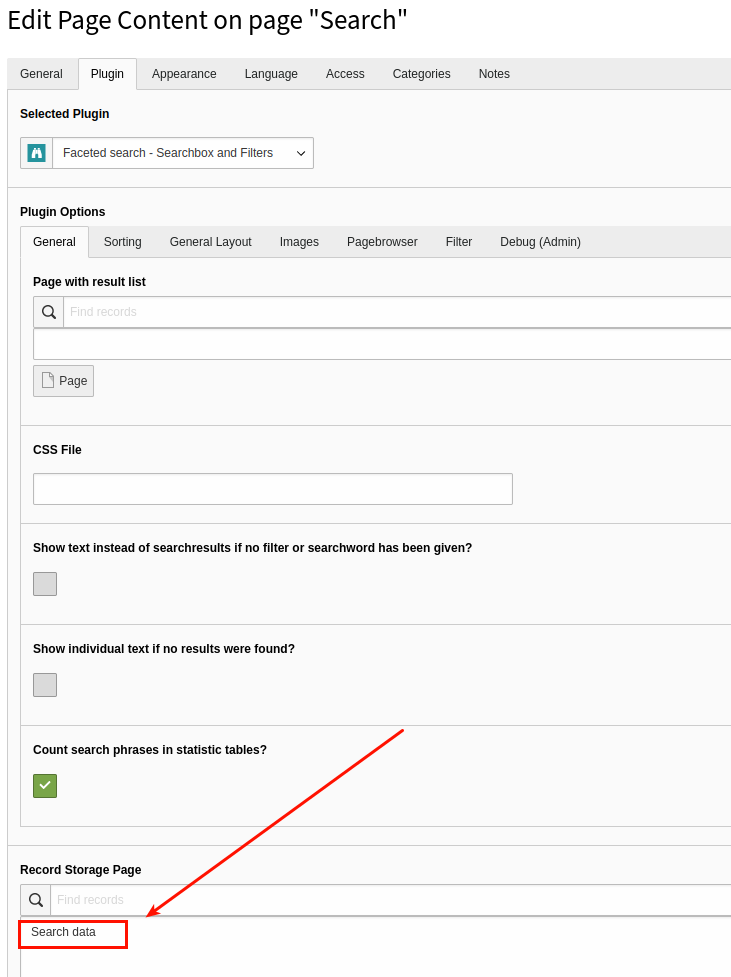 Edit Page Content on page "Search"
General Plugin Appearance Language Access Categories Notes
Selected Plugin
Faceted search - Searchbox and Filters
Plugin Options
General Sorting General Layout Images Pagebrowser Filter Debug (Admin)
Page with result list
Find records
Page
CSS File
Show text instead of searchresults if no filter or searchword has been given?
Show individual text if no results were found?
Count search phrases in statistic tables?
Record Storage Page
Find records
Search data